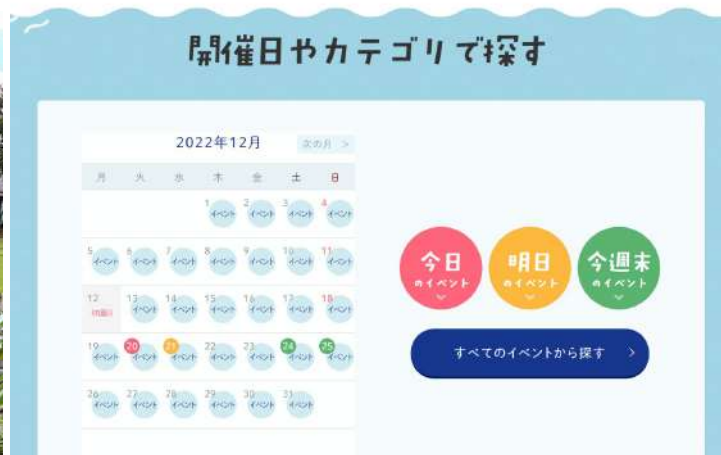 開催日やカテゴリで探す
2022年12月
次の月 >
月 火 水 木 金 土 日
1 2 3 4
イベント イベント イベント イベント
5 6 7 8 9 10 11
イベント イベント イベント イベント イベント イベント イベント
12 13 14 15 16 17 18
イベント イベント イベント イベント イベント イベント
19 20 21 22 23 24 25
イベント イベント イベント イベント イベント イベント イベント
26 27 28 29 30 31
イベント イベント イベント イベント イベント イベント
今日
のイベント
明日
のイベント
今週末
のイベント
すべてのイベントから探す >